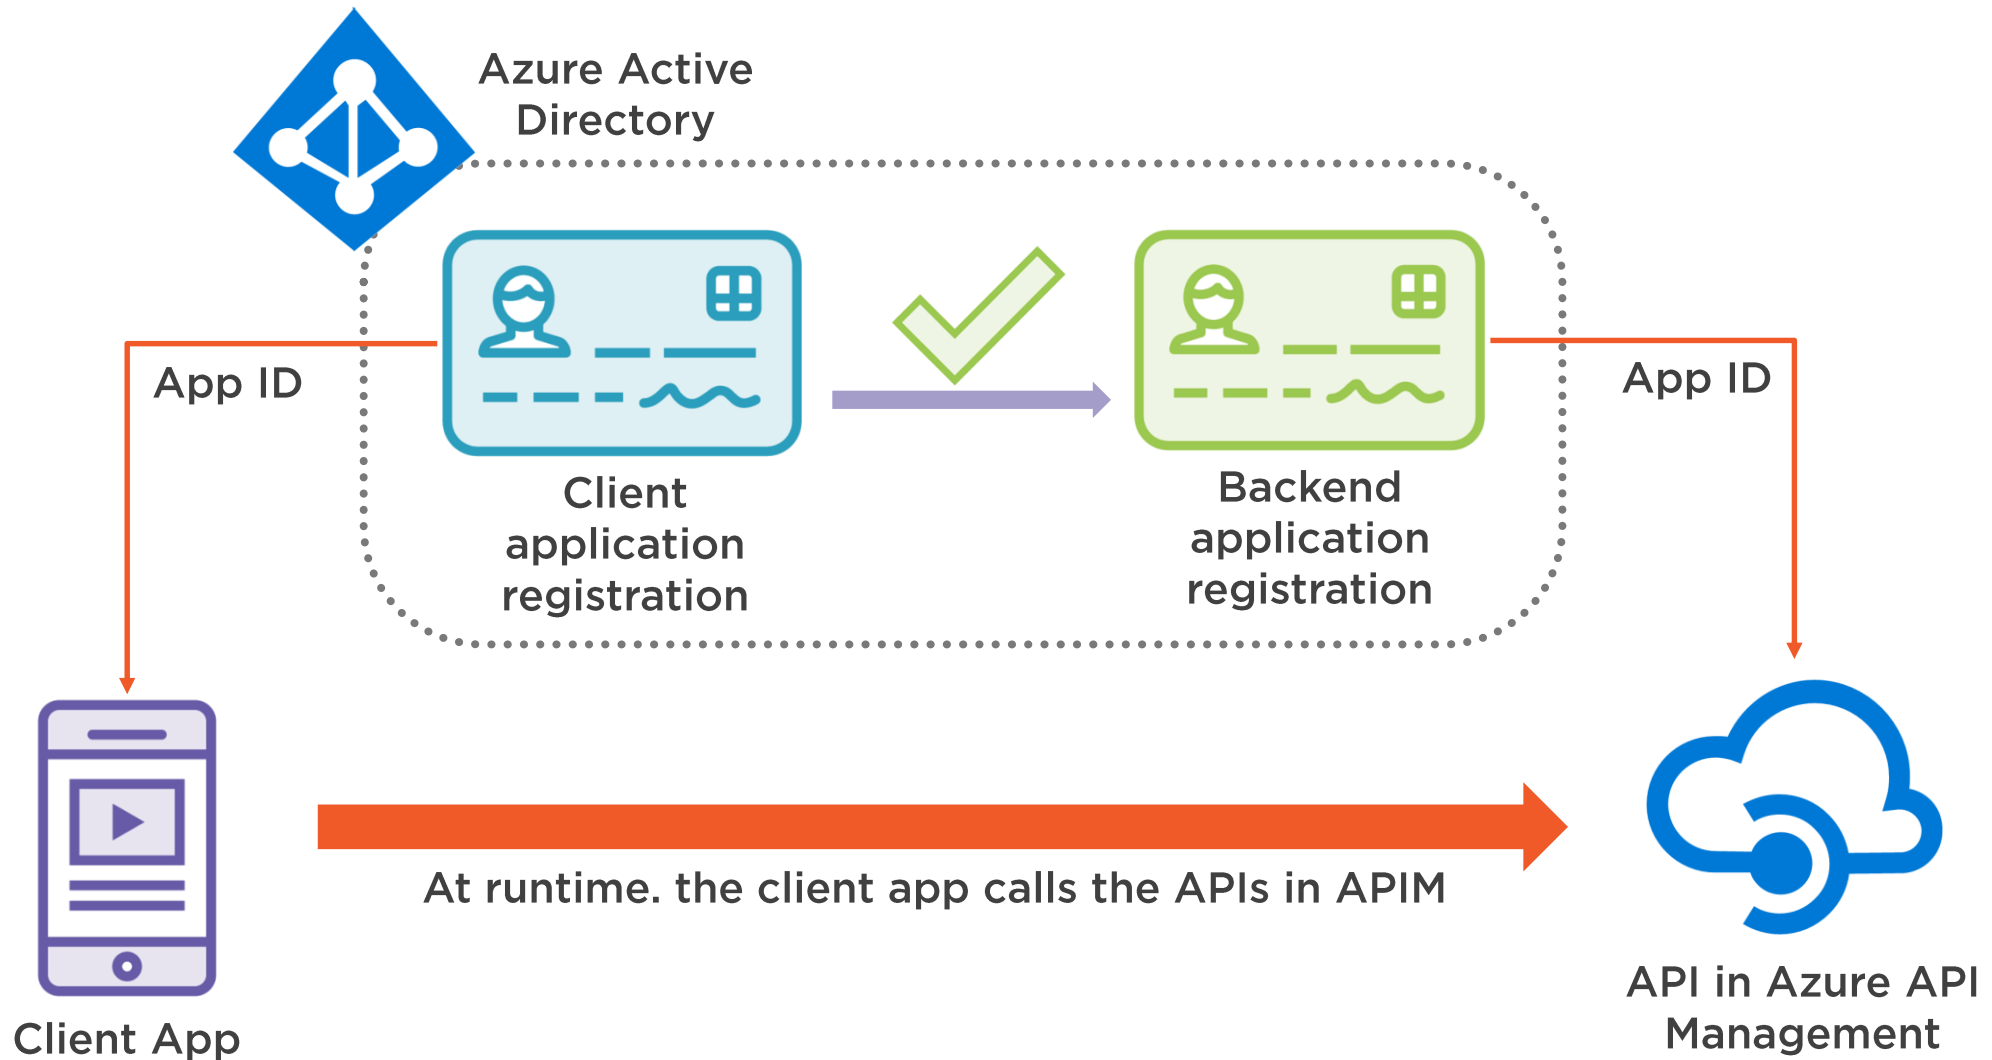 Azure Active
Directory
App ID
App ID
Client
application
registration
Backend
application
registration
At runtime. the client app calls the APIs in APIM
Client App
API in Azure API
Management